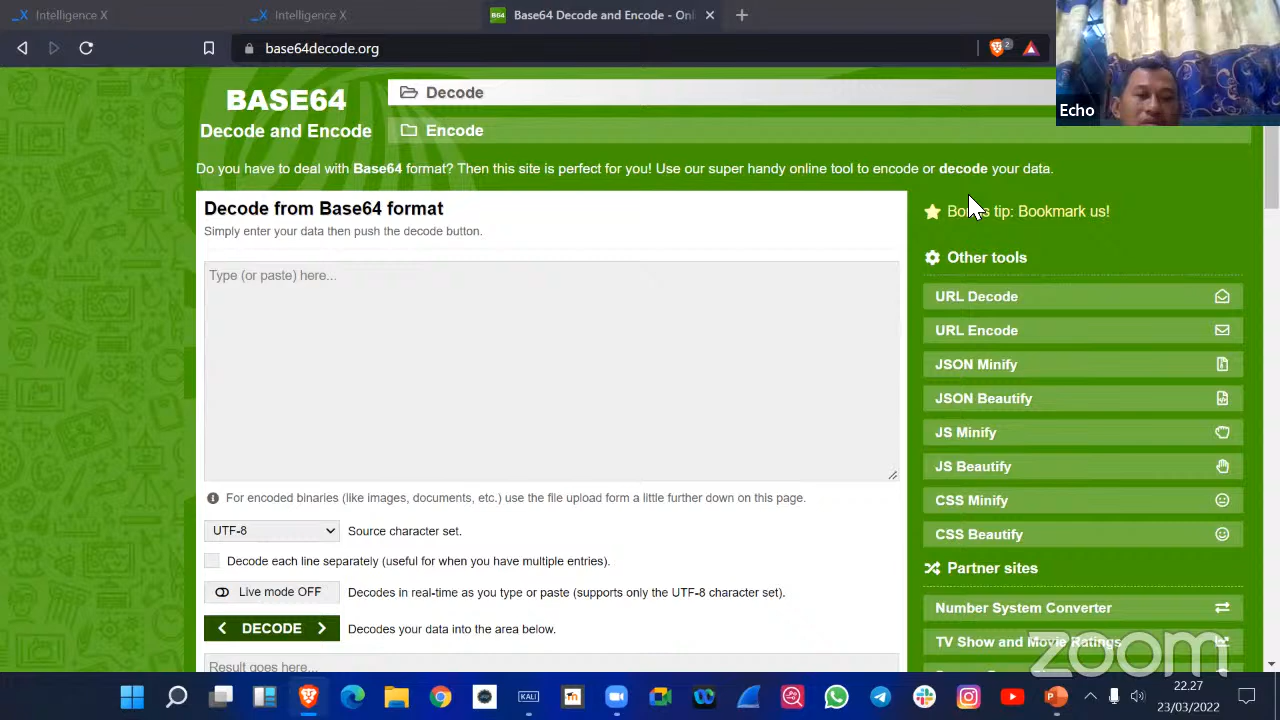 Intelligence X
Intelligence X
B64
Base64 Decode and Encode - Onl
base64decode.org
2
Echo
BASE64
Decode and Encode
Decode
Encode
Do you have to deal with Base64 format? Then this site is perfect for you! Use our super handy online tool to encode or decode your data.
Decode from Base64 format
Simply enter your data then push the decode button.
Type (or paste) here...
For encoded binaries (like images, documents, etc.) use the file upload form a little further down on this page.
UTF-8
Source character set.
Decode each line separately (useful for when you have multiple entries).
Live mode OFF
Decodes in real-time as you type or paste (supports only the UTF-8 character set).
DECODE
Decodes your data into the area below.
Result goes here...
tip: Bookmark us!
Other tools
URL Decode
URL Encode
JSON Minify
JSON Beautify
JS Minify
JS Beautify
CSS Minify
CSS Beautify
Partner sites
Number System Converter
TV Show and Movie Ratings
zoom
KALI
22.27
23/03/2022